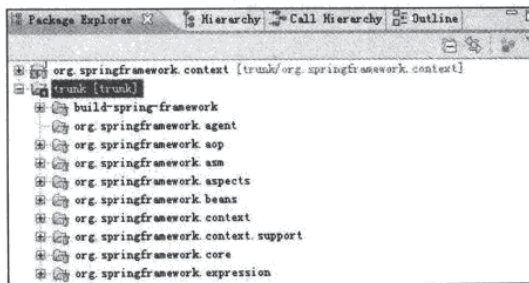 Package Explorer Hierarchy Call Hierarchy Outline
org.springframework.context [trunk/org.springframework.context]
trunk [trunk]
build-spring-framework
org.springframework.agent
org.springframework.aop
org.springframework.asm
org.springframework.aspects
org.springframework.beans
org.springframework.context
org.springframework.context.support
org.springframework.core
org.springframework.expression